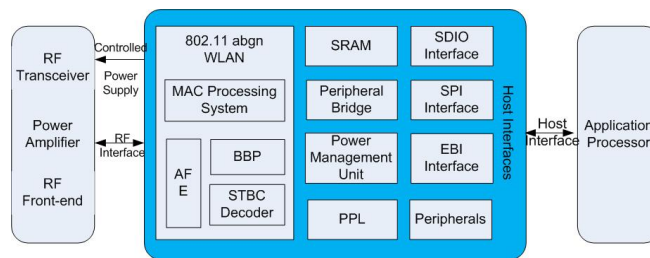 RF
Transceiver
Power
Amplifier
RF
Front-end
Controlled
Power
Supply
RF
Interface
802.11 abgn
WLAN
MAC Processing
System
AF
E
BBP
STBC
Decoder
SRAM
Peripheral
Bridge
Power
Management
Unit
PPL
SDIO
Interface
SPI
Interface
EBI
Interface
Peripherals
Host Interfaces
Host
Interface
Application
Processor